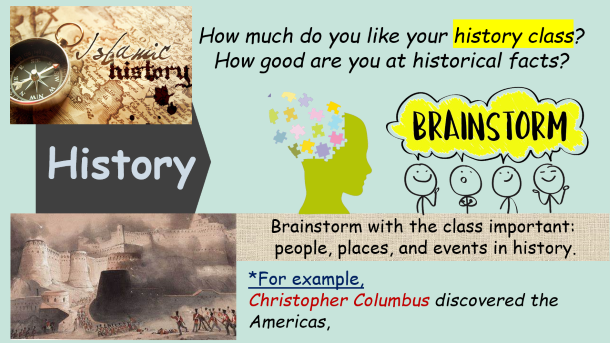 Islamic
history
How much do you like your history class?
How good are you at historical facts?
History
BRAINSTORM
Brainstorm with the class important:
people, places, and events in history.
*For example,
Christopher Columbus discovered the
Americas,